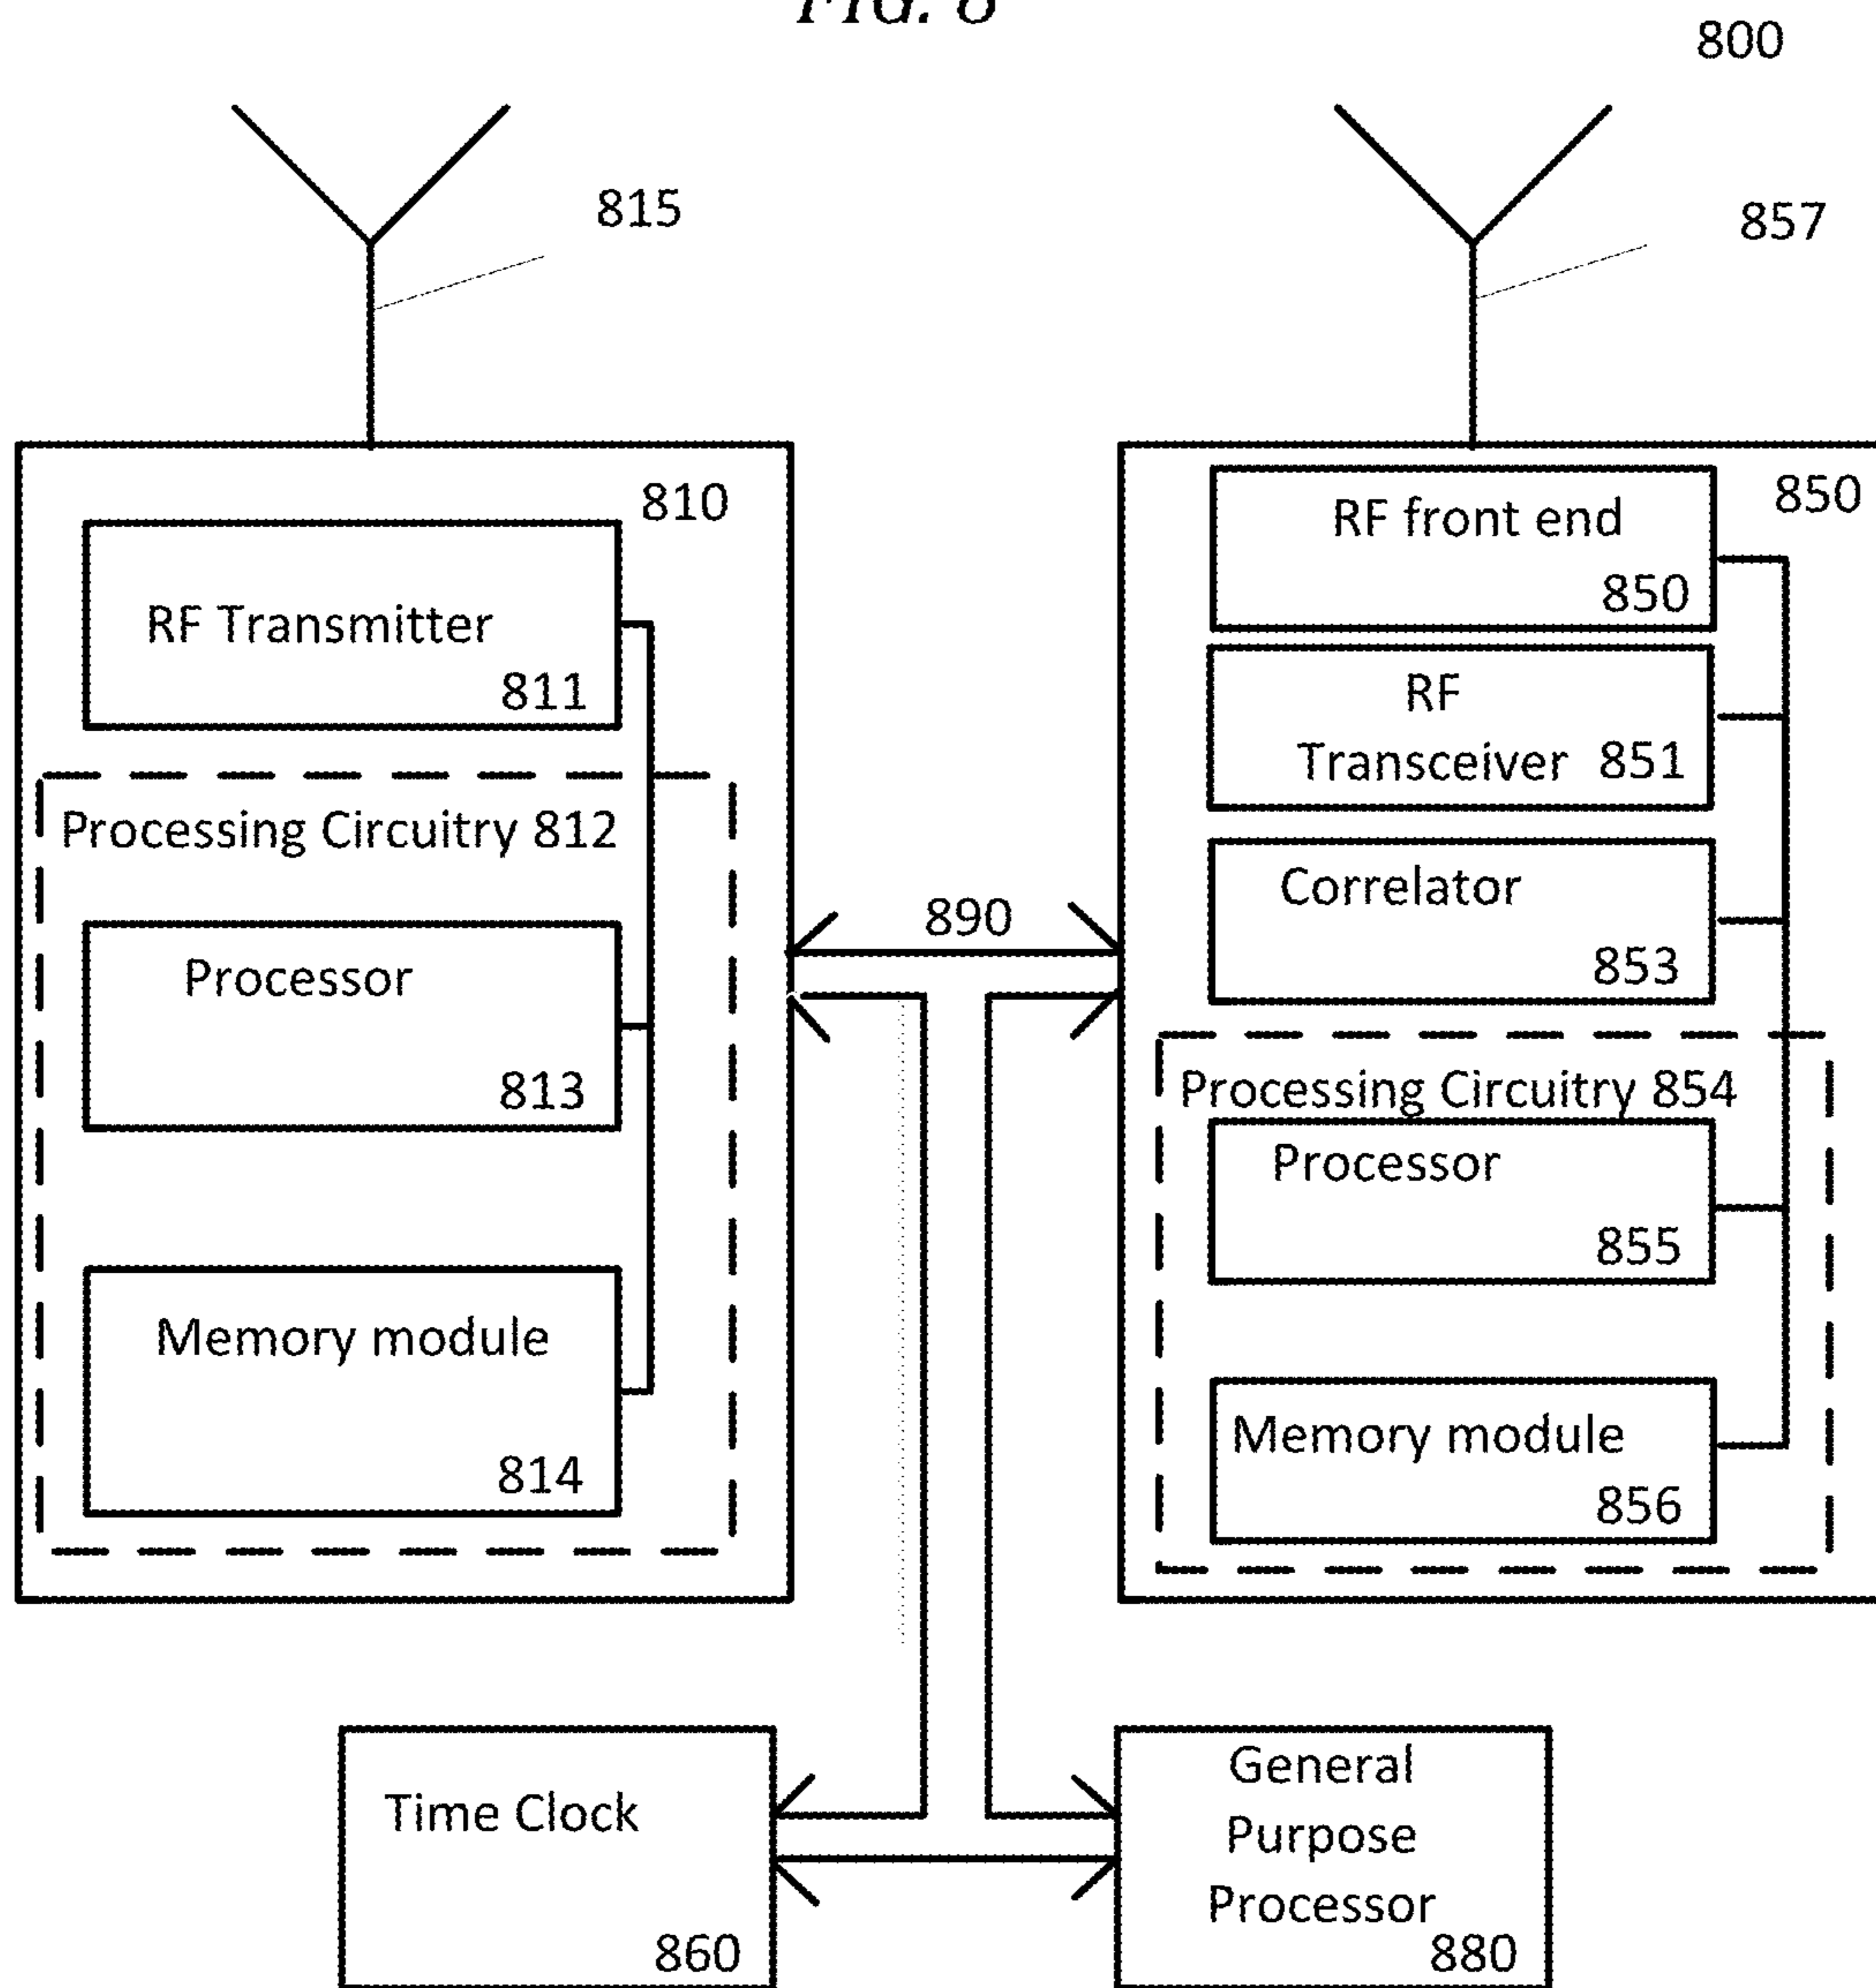 FIG. 8
800
815
857
810
RF Transmitter
811
Processing Circuitry 812
Processor
813
Memory module
814
890
850
RF front end
850
RF
Transceiver 851
Correlator
853
Processing Circuitry 854
Processor
855
Memory module
856
Time Clock
860
General
Purpose
Processor
880